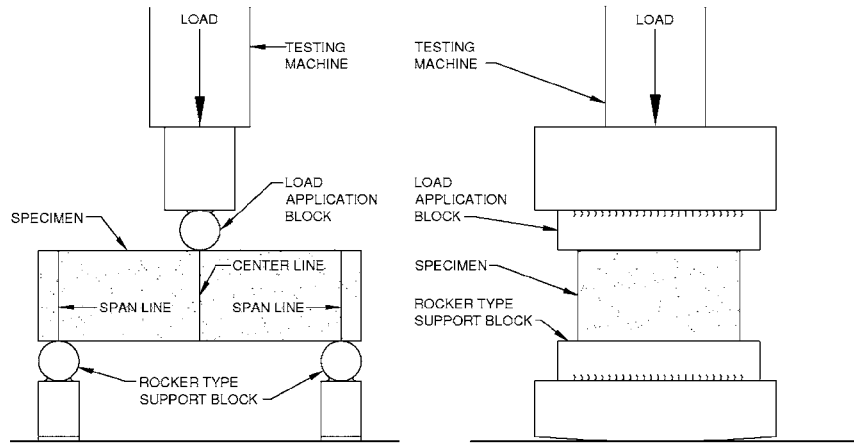 LOAD
TESTING
MACHINE
LOAD
APPLICATION
BLOCK
SPECIMEN
CENTER LINE
SPAN LINE
SPAN LINE
ROCKER TYPE
SUPPORT BLOCK
LOAD
TESTING
MACHINE
LOAD
APPLICATION
BLOCK
SPECIMEN
ROCKER TYPE
SUPPORT BLOCK